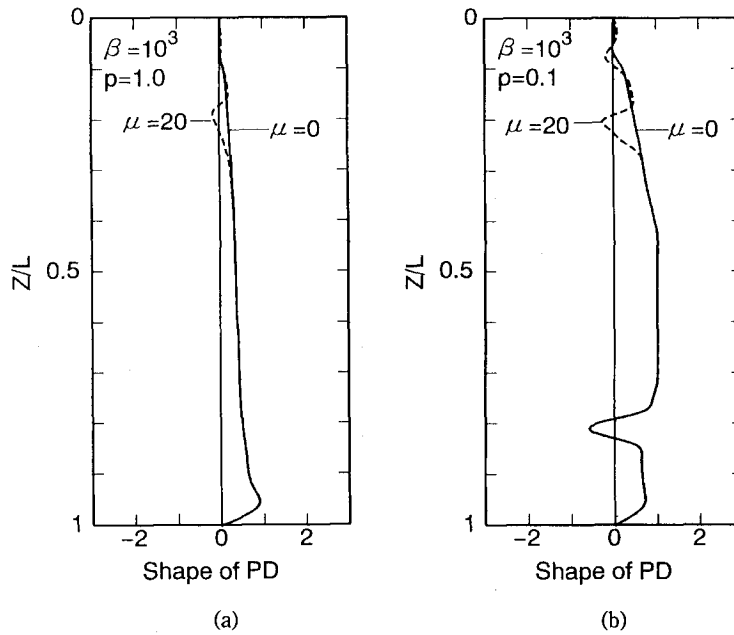 0
β = 10³
p=1.0
μ = 20
μ = 0
Z/L
0.5
1
−2 0 2
Shape of PD
(a)
0
β = 10³
p=0.1
μ = 20
μ = 0
Z/L
0.5
1
−2 0 2
Shape of PD
(b)